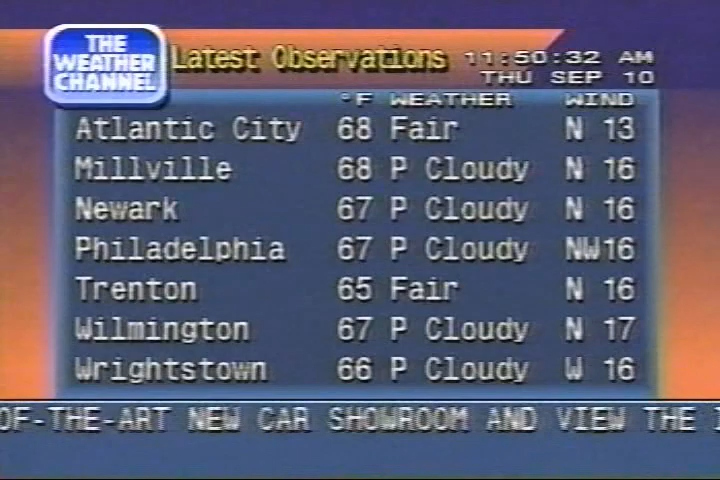 THE WEATHER CHANNEL
Latest Observations 11:50:32 AM
THU SEP 10
°F WEATHER WIND
Atlantic City 68 Fair N 13
Millville 68 P Cloudy N 16
Newark 67 P Cloudy N 16
Philadelphia 67 P Cloudy NW16
Trenton 65 Fair N 16
Wilmington 67 P Cloudy N 17
Wrightstown 66 P Cloudy W 16
OF-THE-ART NEW CAR SHOWROOM AND VIEW THE